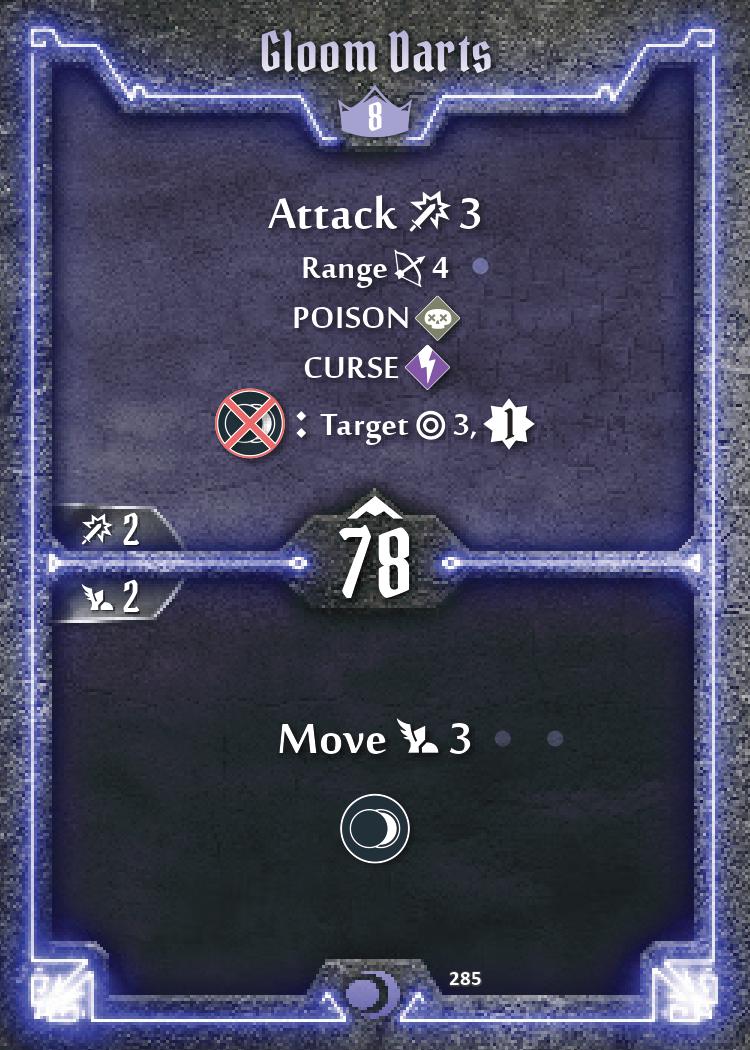 Gloom Darts
8
Attack 3
Range 4
POISON
CURSE
: Target 3, 1
2
78
2
Move 3
285